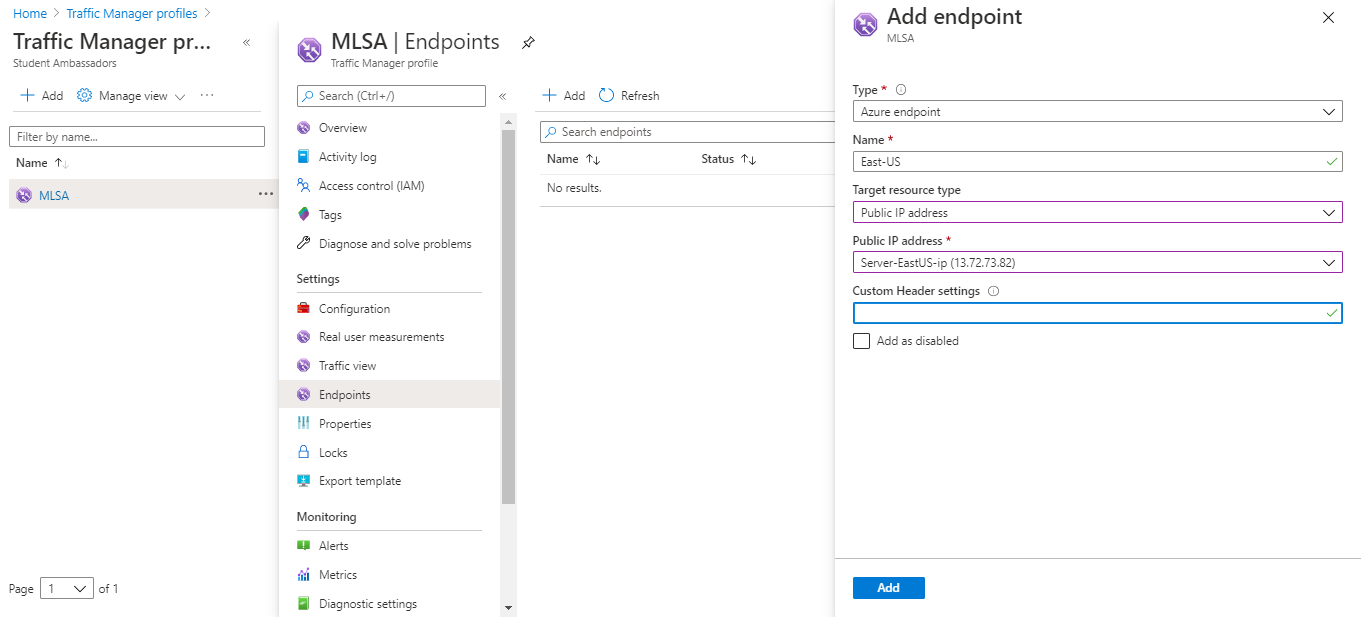 Home > Traffic Manager profiles >
Traffic Manager pr... «
Student Ambassadors
+ Add Manage view ...
Filter by name...
Name ↑↓
MLSA ...
Page 1 of 1
MLSA | Endpoints
Traffic Manager profile
Search (Ctrl+/) «
Overview
Activity log
Access control (IAM)
Tags
Diagnose and solve problems
Settings
Configuration
Real user measurements
Traffic view
Endpoints
Properties
Locks
Export template
Monitoring
Alerts
Metrics
Diagnostic settings
+ Add Refresh
Search endpoints
Name ↑↓ Status ↑↓
No results.
Add endpoint
MLSA
Type *
Azure endpoint
Name *
East-US
Target resource type
Public IP address
Public IP address *
Server-EastUS-ip (13.72.73.82)
Custom Header settings
Add as disabled
Add